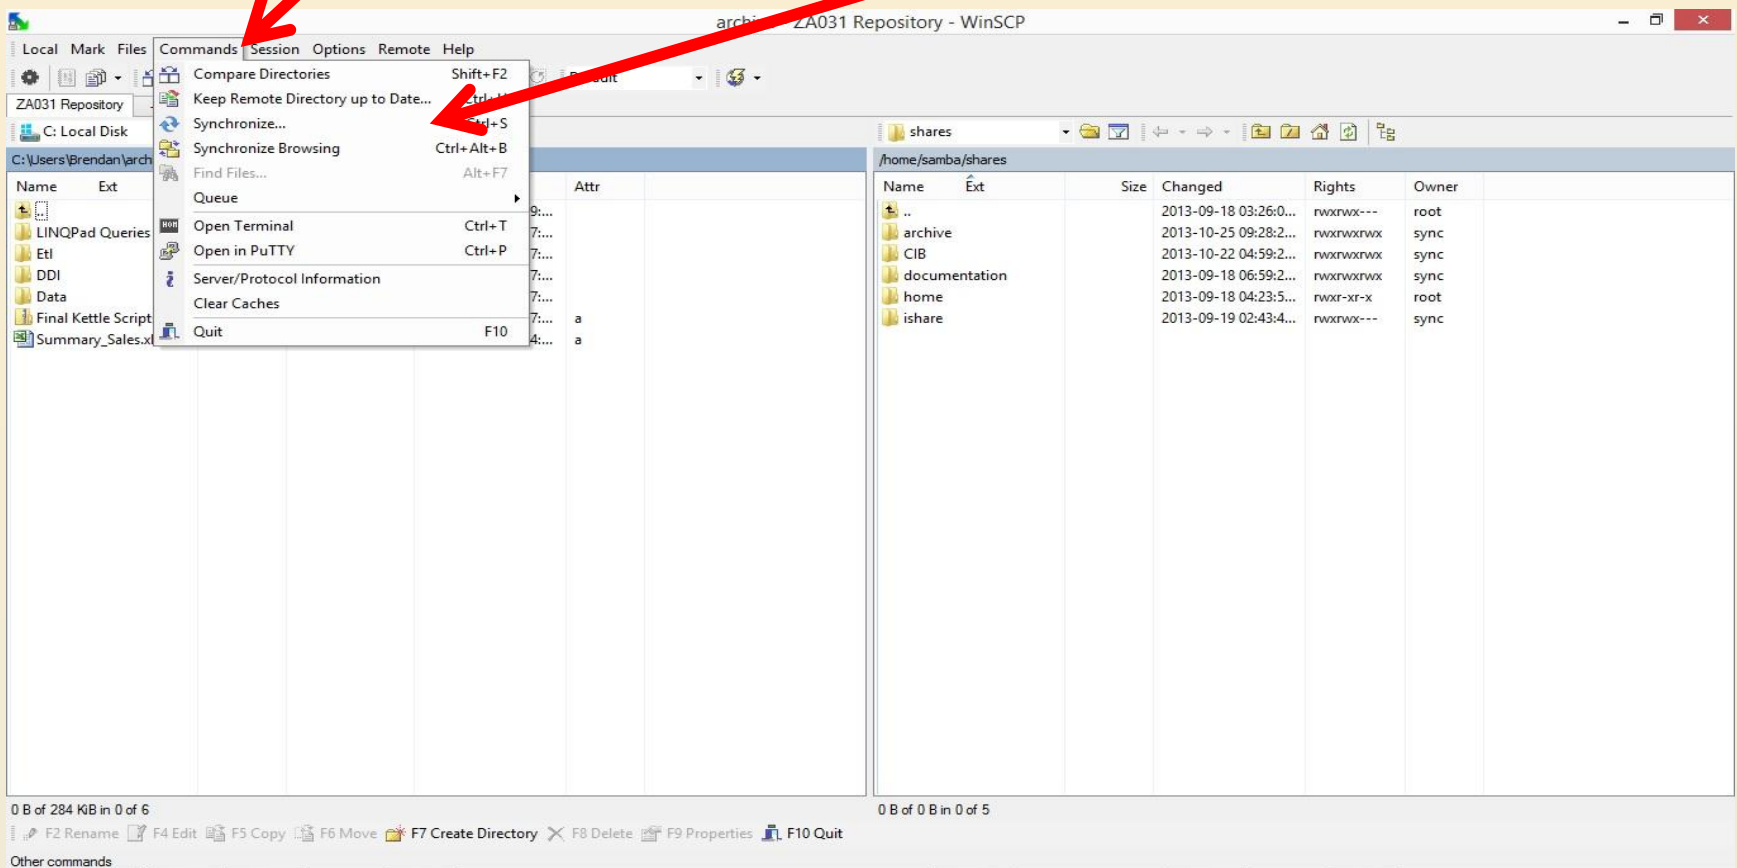 ZA031 Repository - WinSCP
Local Mark Files Commands Session Options Remote Help
Compare Directories Shift+F2
Keep Remote Directory up to Date...
Synchronize... Ctrl+S
Synchronize Browsing Ctrl+Alt+B
Find Files... Alt+F7
Queue
Open Terminal Ctrl+T
Open in PuTTY Ctrl+P
Server/Protocol Information
Clear Caches
Quit F10
ZA031 Repository
C: Local Disk
C:\Users\Brendan\arch
Name Ext Attr
..
LINQPad Queries
Etl
DDI
Data
Final Kettle Script a
Summary_Sales.xl a
shares
/home/samba/shares
Name Ext Size Changed Rights Owner
.. 2013-09-18 03:26:0... rwxrwx--- root
archive 2013-10-25 09:28:2... rwxrwxrwx sync
CIB 2013-10-22 04:59:2... rwxrwxrwx sync
documentation 2013-09-18 06:59:2... rwxrwxrwx sync
home 2013-09-18 04:23:5... rwxr-xr-x root
ishare 2013-09-19 02:43:4... rwxrwx--- sync
0 B of 284 KiB in 0 of 6
0 B of 0 B in 0 of 5
F2 Rename F4 Edit F5 Copy F6 Move F7 Create Directory F8 Delete F9 Properties F10 Quit
Other commands